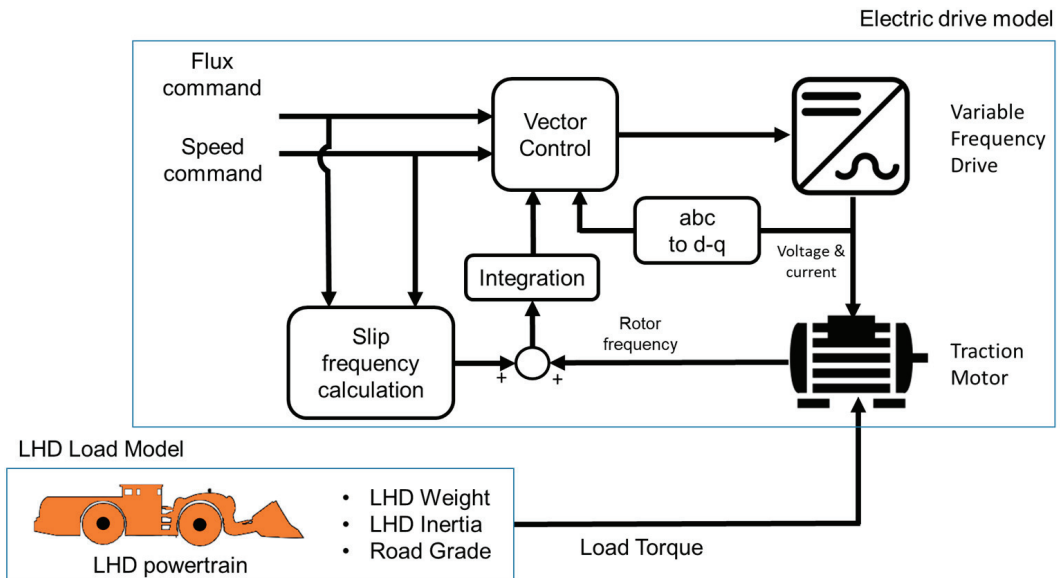 Electric drive model
Flux
command
Speed
command
Vector
Control
Variable
Frequency
Drive
abc
to d-q
Voltage &
current
Integration
Slip
frequency
calculation
+
+
Rotor
frequency
Traction
Motor
LHD Load Model
LHD powertrain
• LHD Weight
• LHD Inertia
• Road Grade
Load Torque